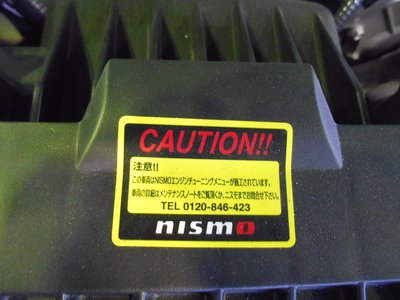 CAUTION!!
注意!!
この車両はNISMOエンジンチューニングメニューが施工されています。
車両の詳細はメンテナンスノートをご覧頂くか、ニスモまでお問合せ下さい。
TEL 0120-846-423
nismo